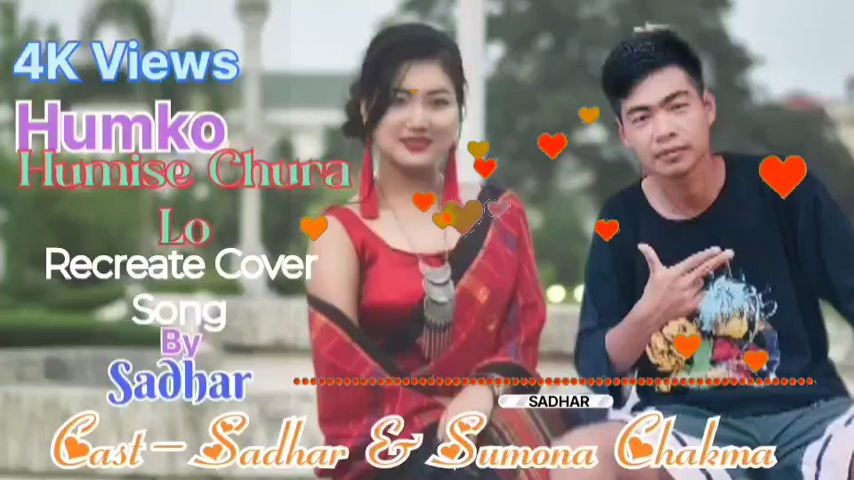 4K Views
Humko
Humise Chura
Lo
Recreate Cover
Song
By
Sadhar
SADHAR
Cast - Sadhar & Sumona Chakma